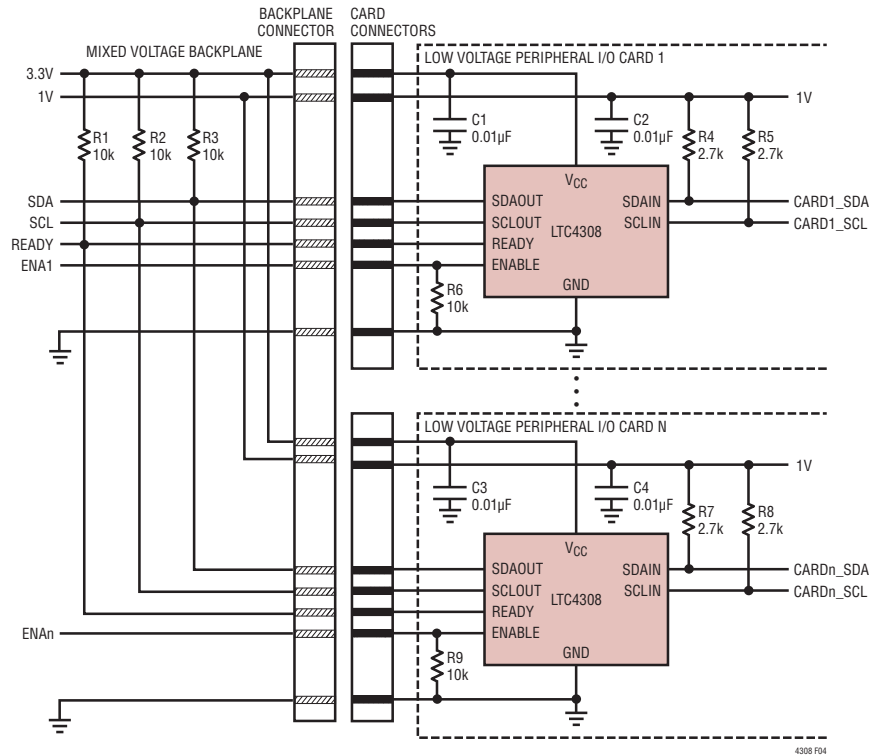 BACKPLANE CONNECTOR
CARD CONNECTORS
MIXED VOLTAGE BACKPLANE
LOW VOLTAGE PERIPHERAL I/O CARD 1
3.3V
1V
1V
R1
10k
R2
10k
R3
10k
C1
0.01µF
C2
0.01µF
R4
2.7k
R5
2.7k
SDA
SCL
READY
ENA1
VCC
SDAOUT
SCLOUT
READY
ENABLE
LTC4308
SDAIN
SCLIN
GND
CARD1_SDA
CARD1_SCL
R6
10k
LOW VOLTAGE PERIPHERAL I/O CARD N
1V
C3
0.01µF
C4
0.01µF
R7
2.7k
R8
2.7k
VCC
SDAOUT
SCLOUT
READY
ENABLE
LTC4308
SDAIN
SCLIN
GND
CARDn_SDA
CARDn_SCL
ENAn
R9
10k
4308 F04